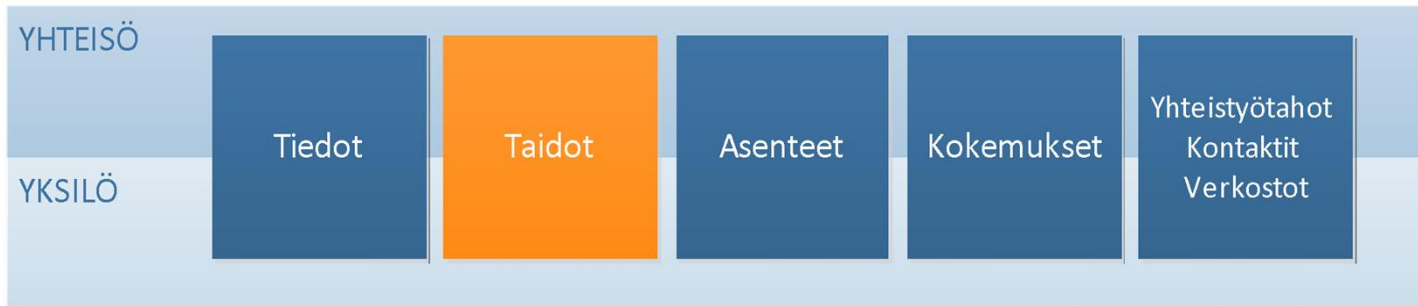 YHTEISÖ
YKSILÖ
Tiedot
Taidot
Asenteet
Kokemukset
Yhteistyötahot
Kontaktit
Verkostot